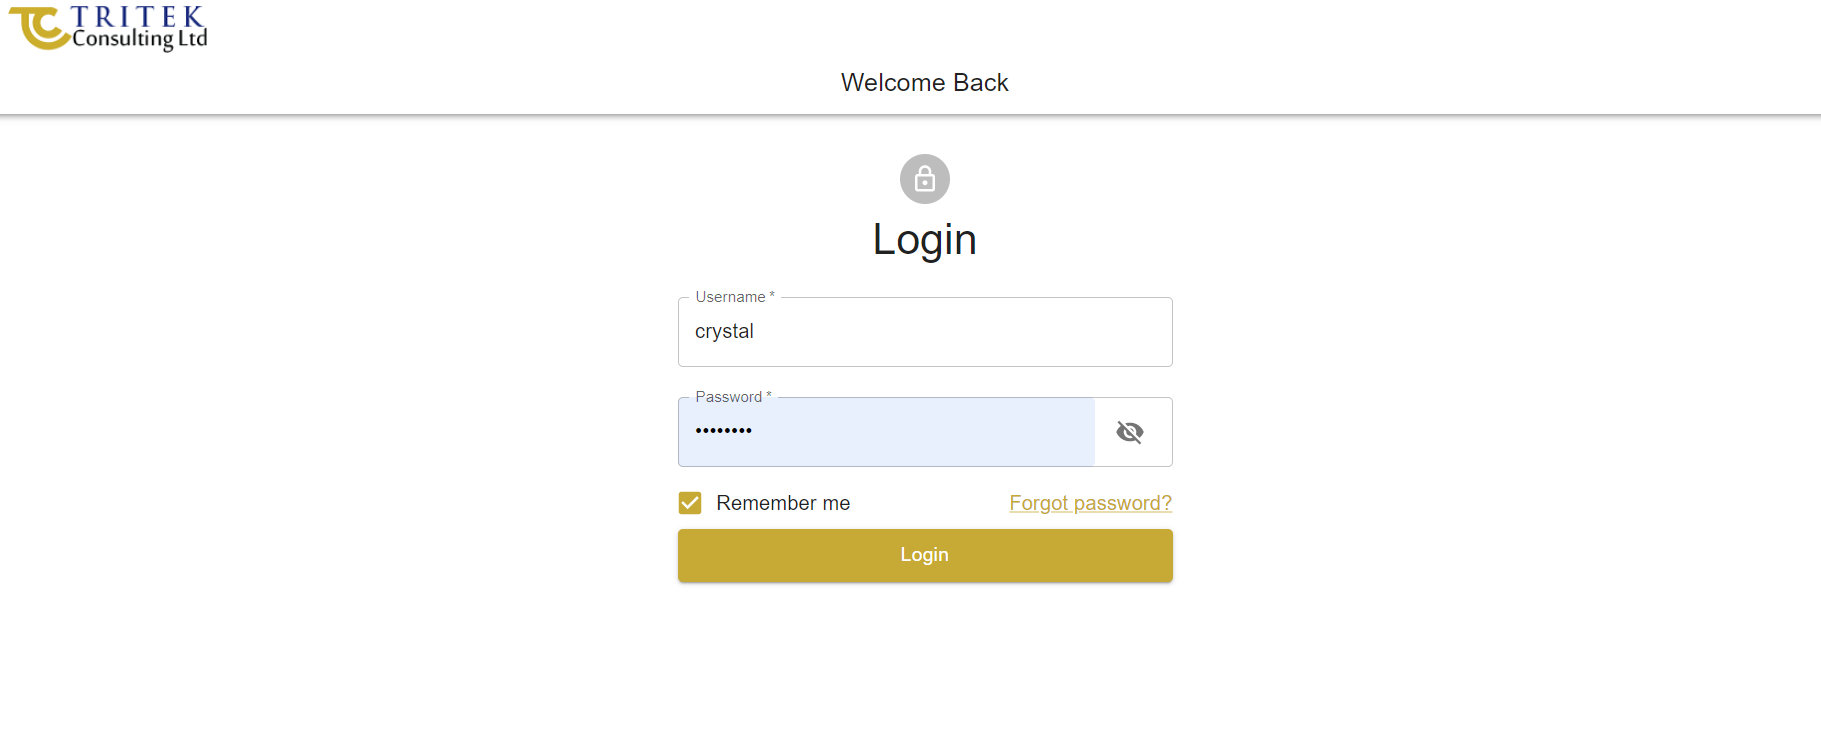 TRITEK
Consulting Ltd
Welcome Back
Login
Username *
crystal
Password *
••••••••
Remember me
Forgot password?
Login